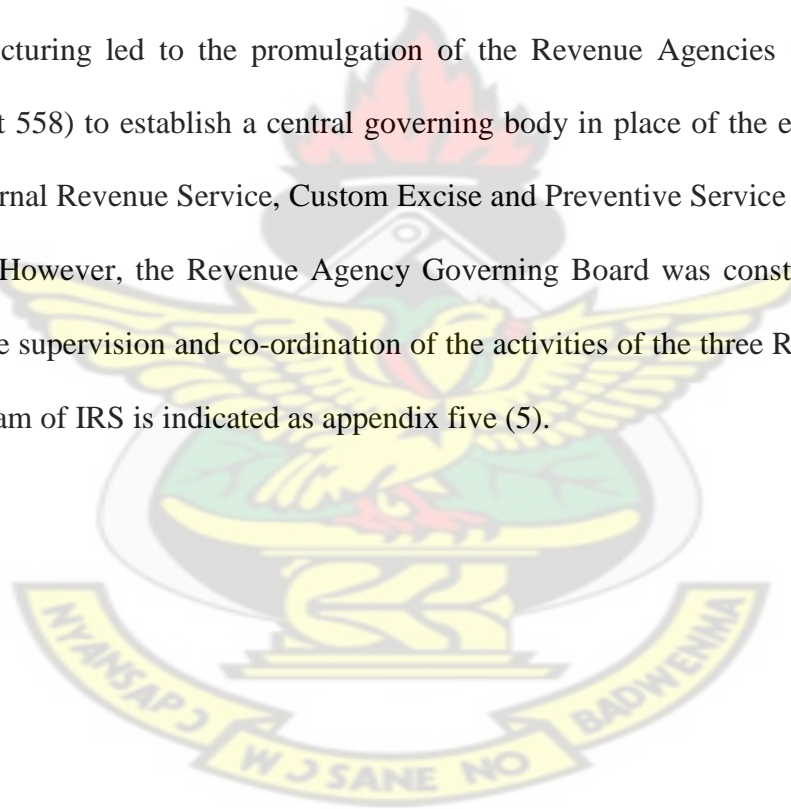 cturing led to the promulgation of the Revenue Agencies
t 558) to establish a central governing body in place of the e
rnal Revenue Service, Custom Excise and Preventive Service
However, the Revenue Agency Governing Board was const
e supervision and co-ordination of the activities of the three R
am of IRS is indicated as appendix five (5).
NYANSAPƆ
WƆSANE NO
BADWENMA